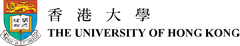 香港大學
THE UNIVERSITY OF HONG KONG